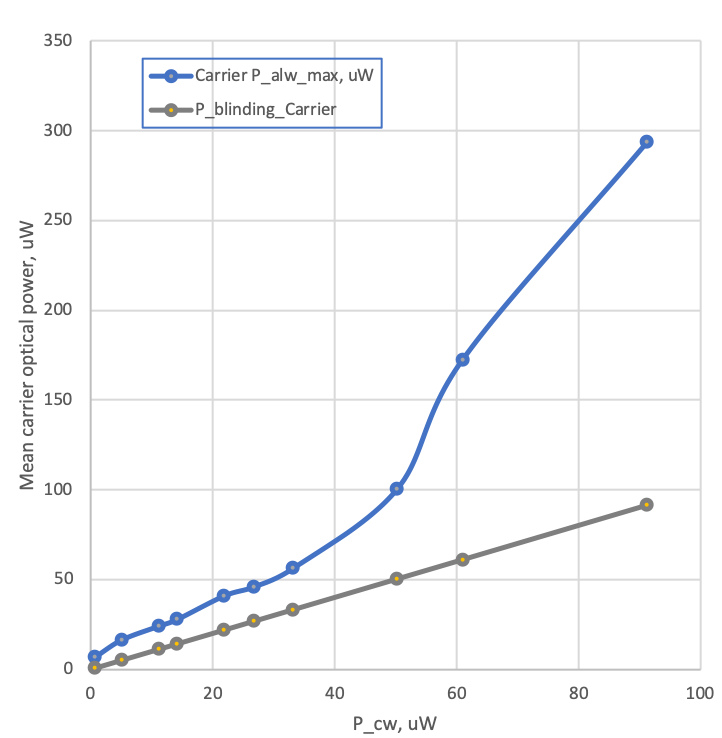 350
300
250
200
150
100
50
0
Carrier P_alw_max, uW
P_blinding_Carrier
Mean carrier optical power, uW
0 20 40 60 80 100
P_cw, uW